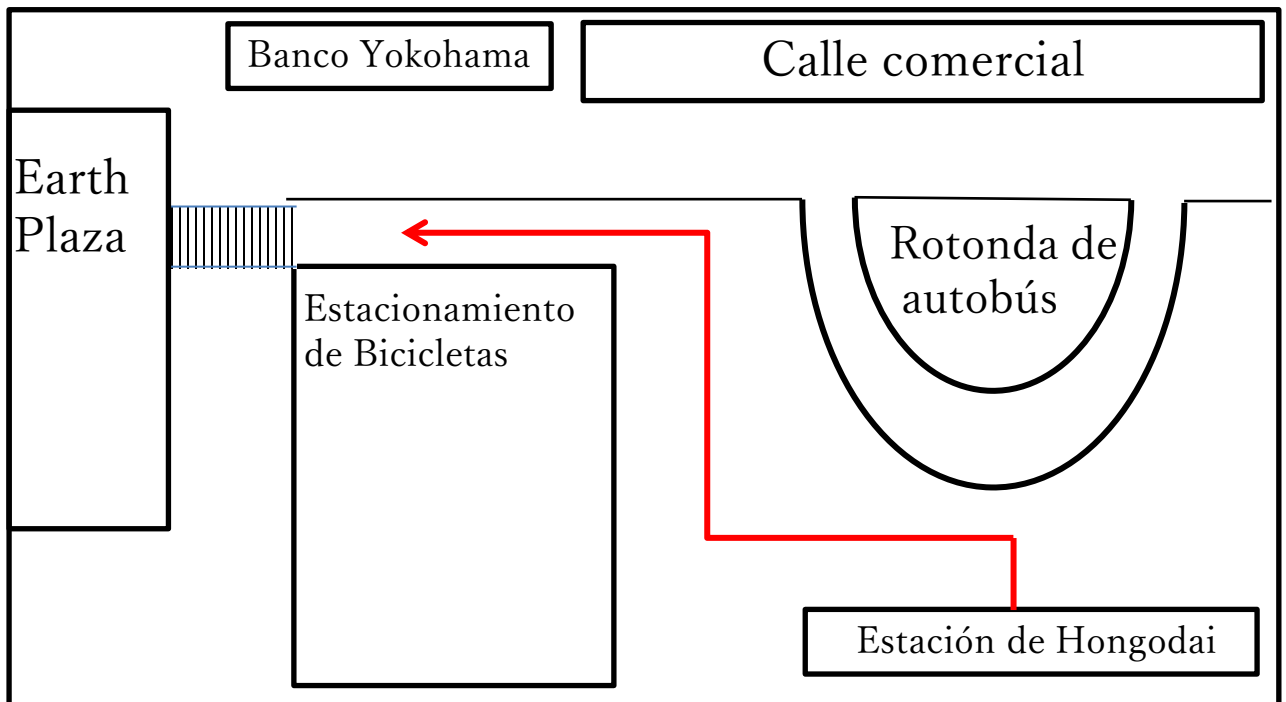 Banco Yokohama
Calle comercial
Earth
Plaza
Rotonda de
autobús
Estacionamiento
de Bicicletas
Estación de Hongodai